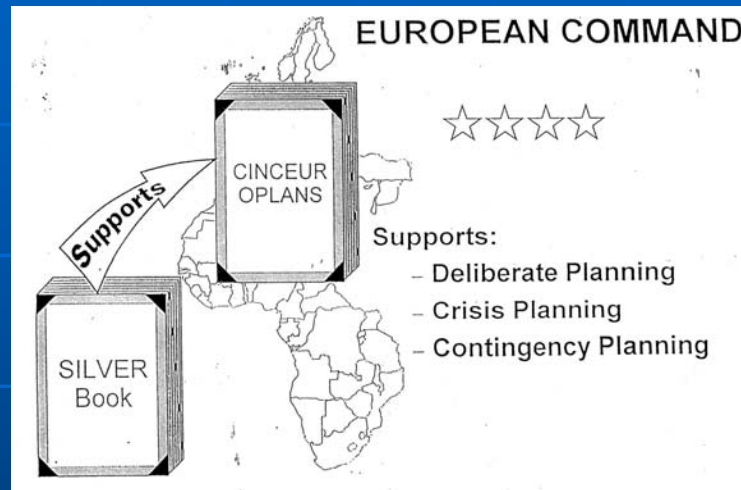 EUROPEAN COMMAND
CINCEUR
OPLANS
Supports
Supports:
– Deliberate Planning
– Crisis Planning
– Contingency Planning
SILVER
Book